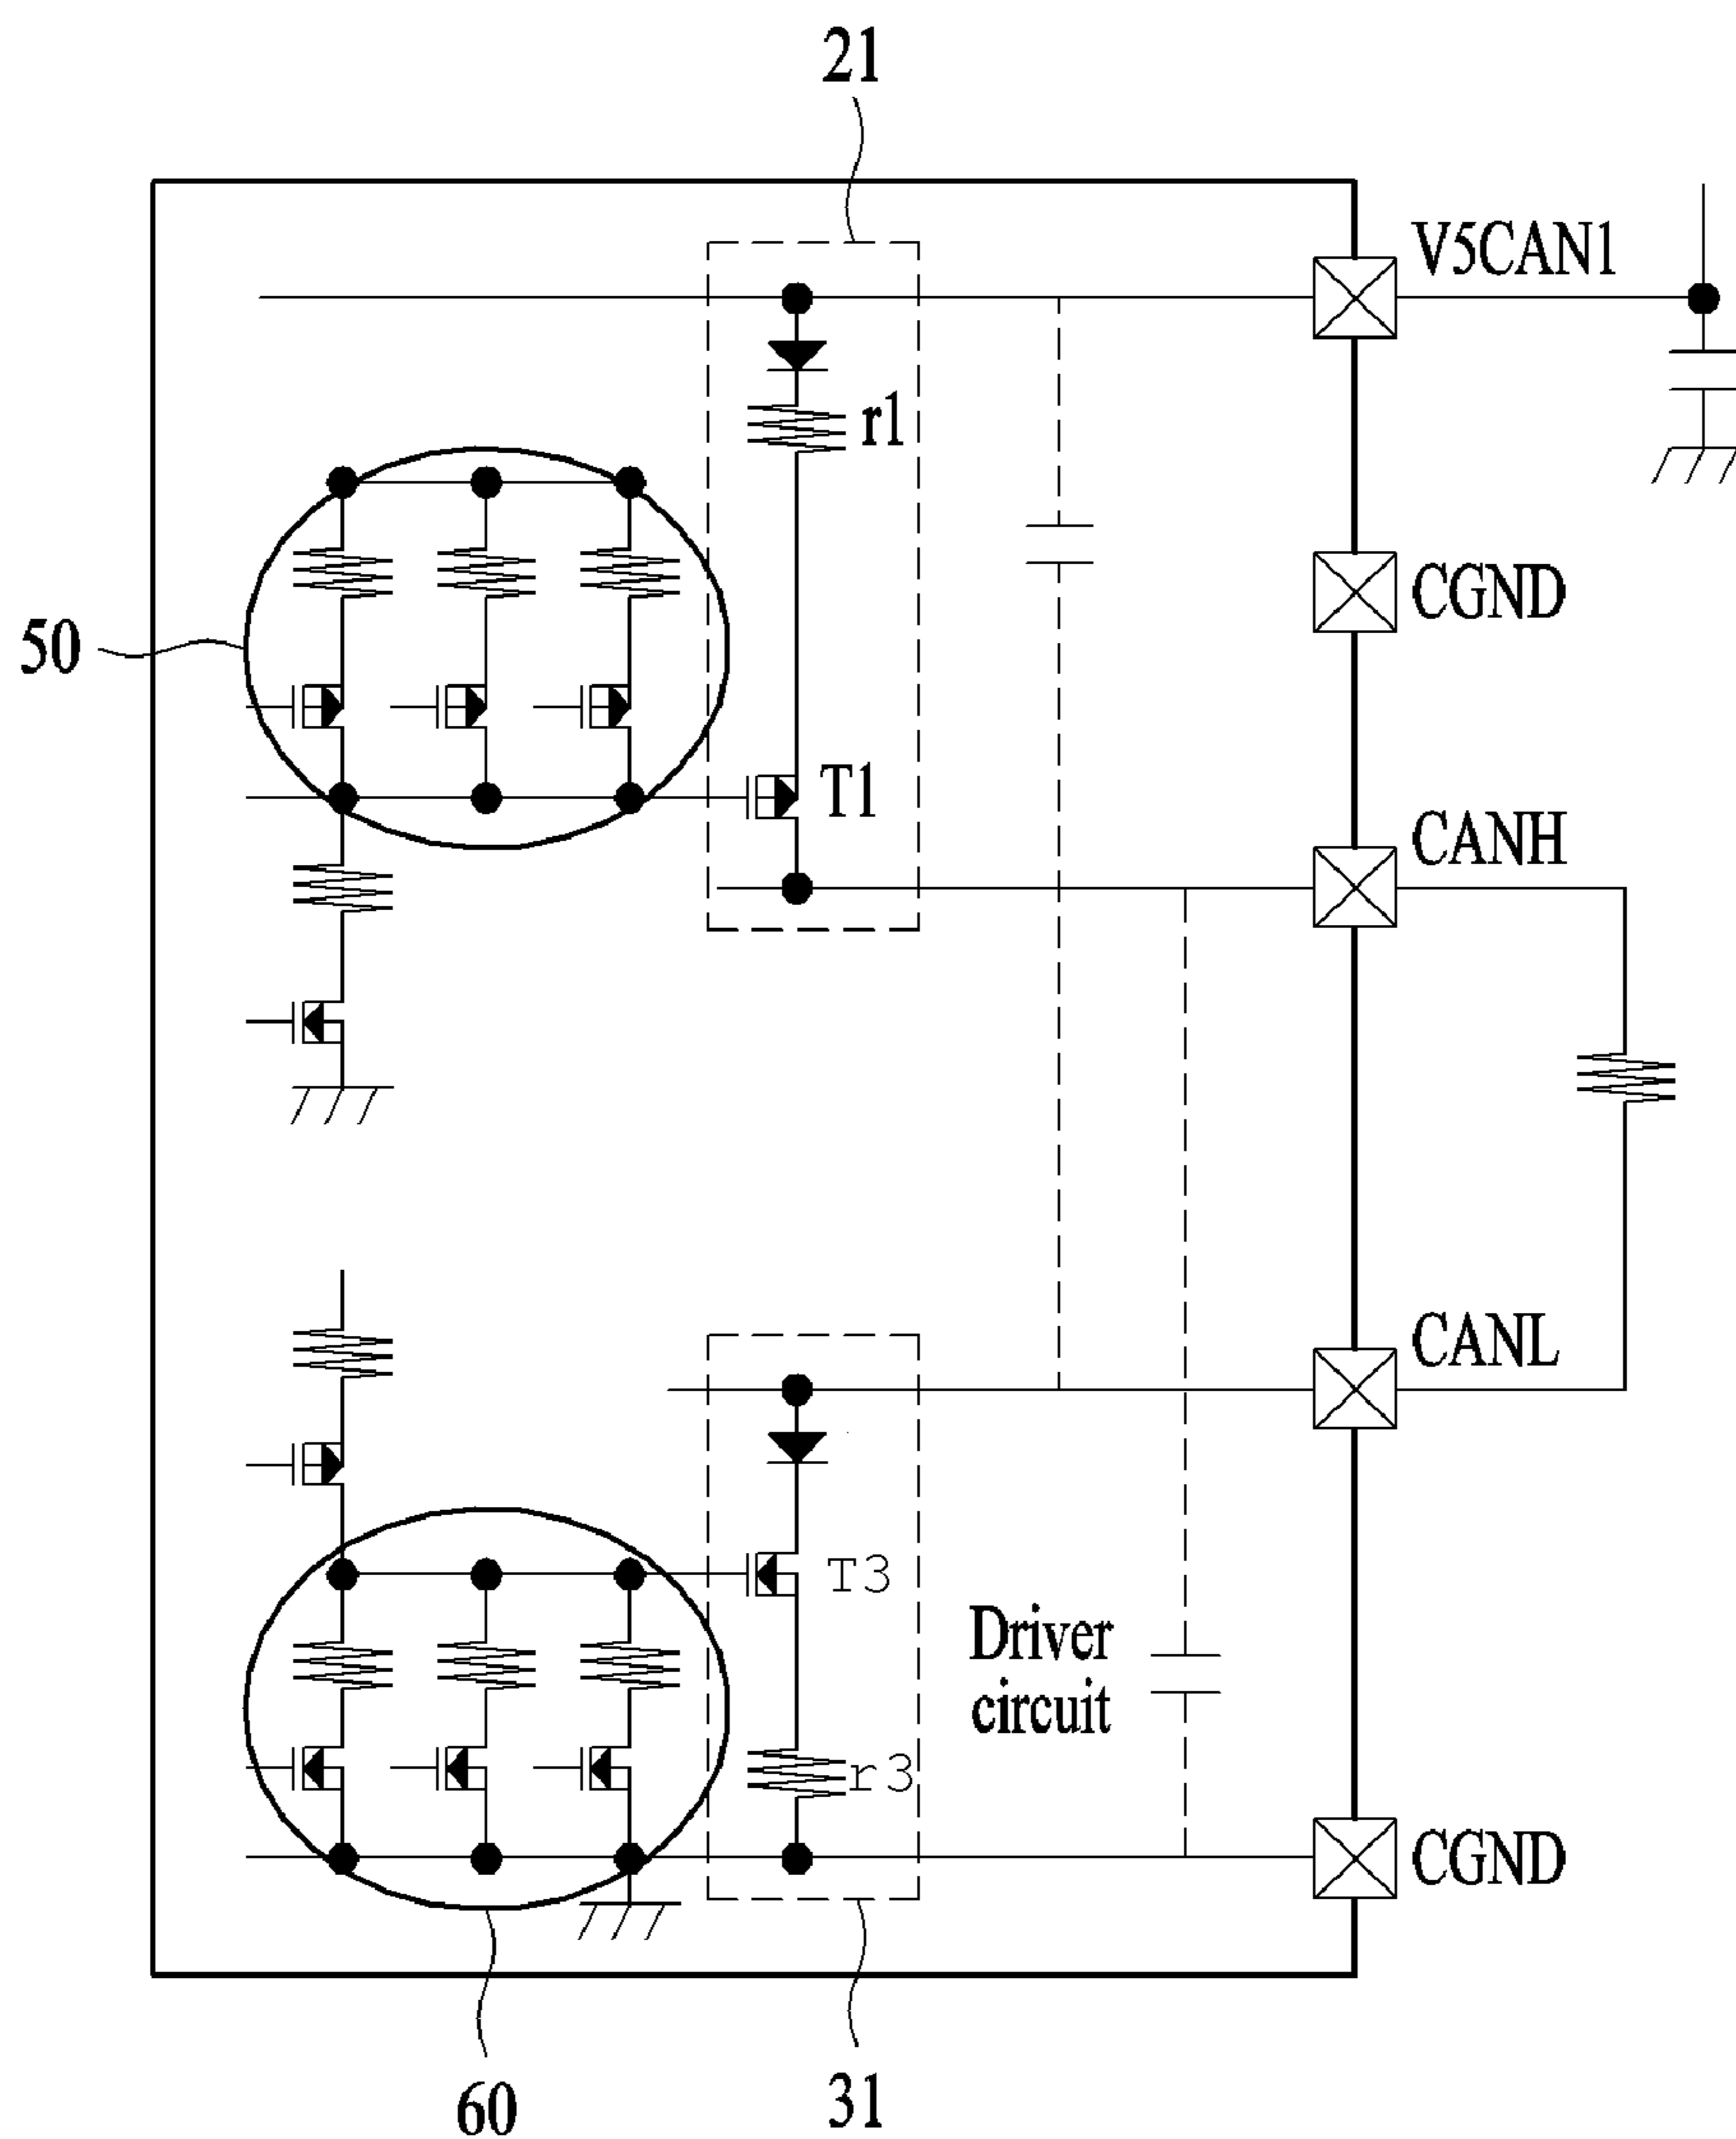 21
V5CAN1
r1
50
CGND
T1
CANH
CANL
T3
Driver
circuit
r3
CGND
60
31